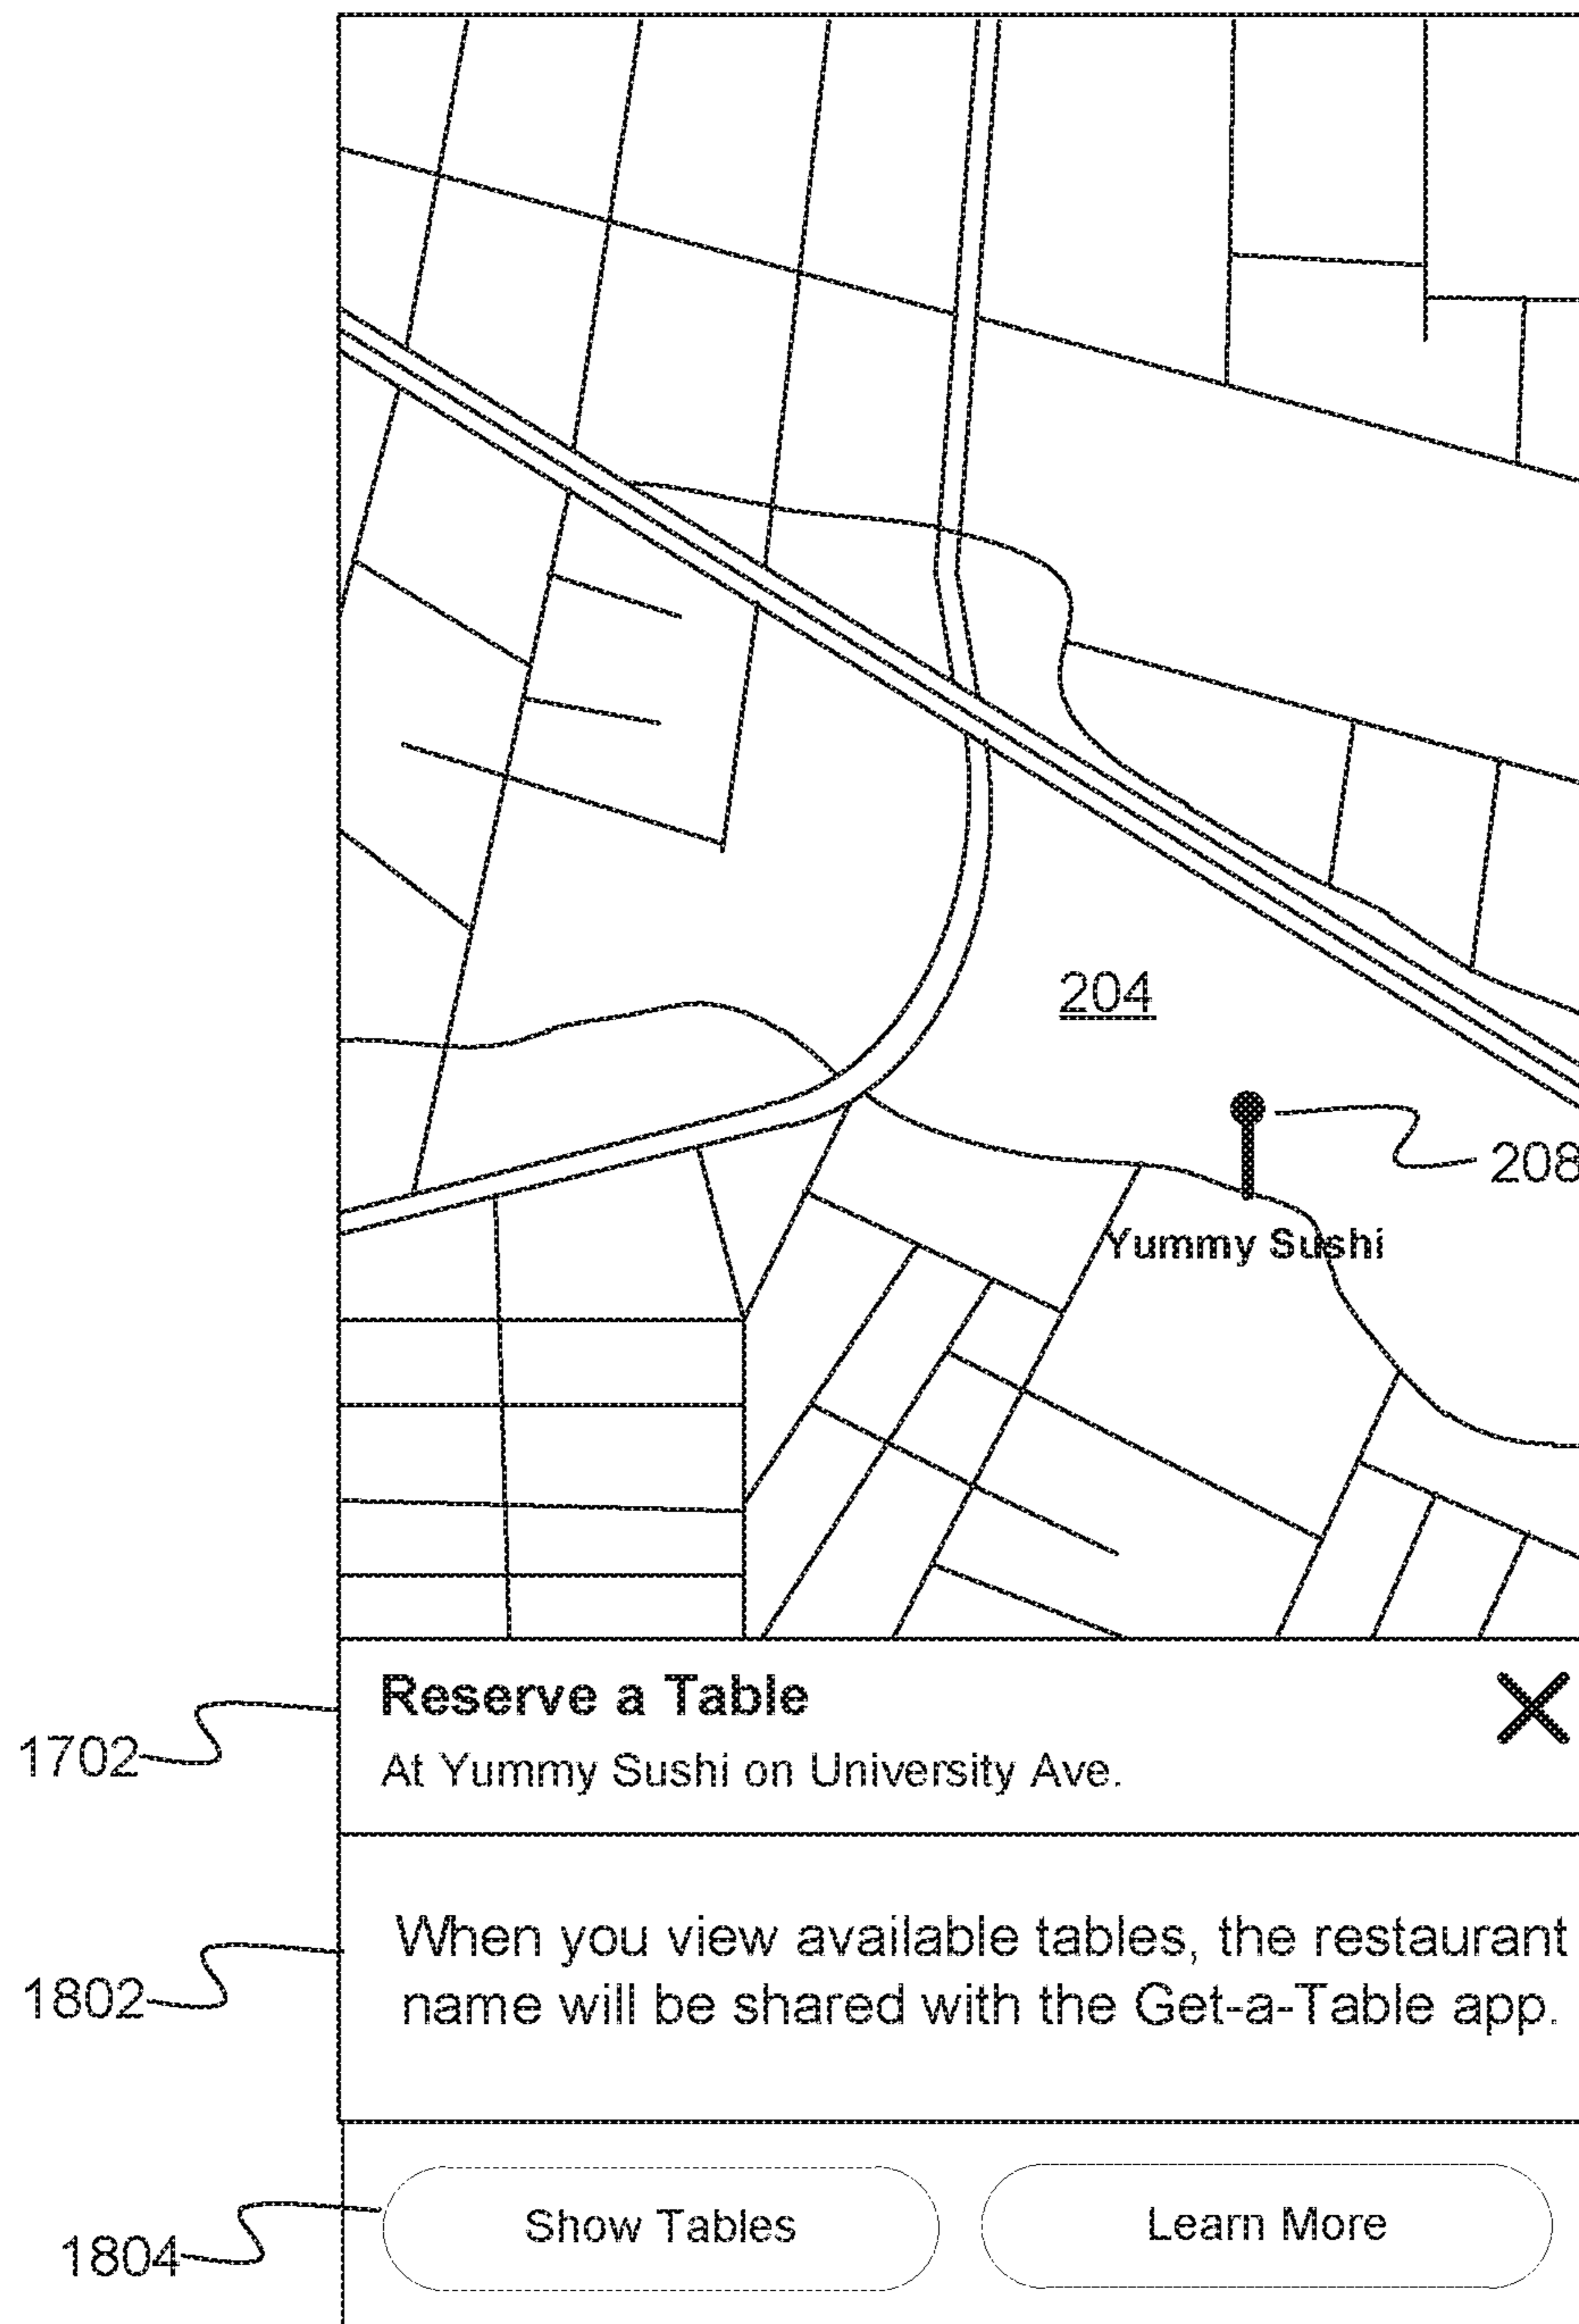 204
208
Yummy Sushi
Reserve a Table
1702
At Yummy Sushi on University Ave.
When you view available tables, the restaurant
1802
name will be shared with the Get-a-Table app.
Show Tables
Learn More
1804